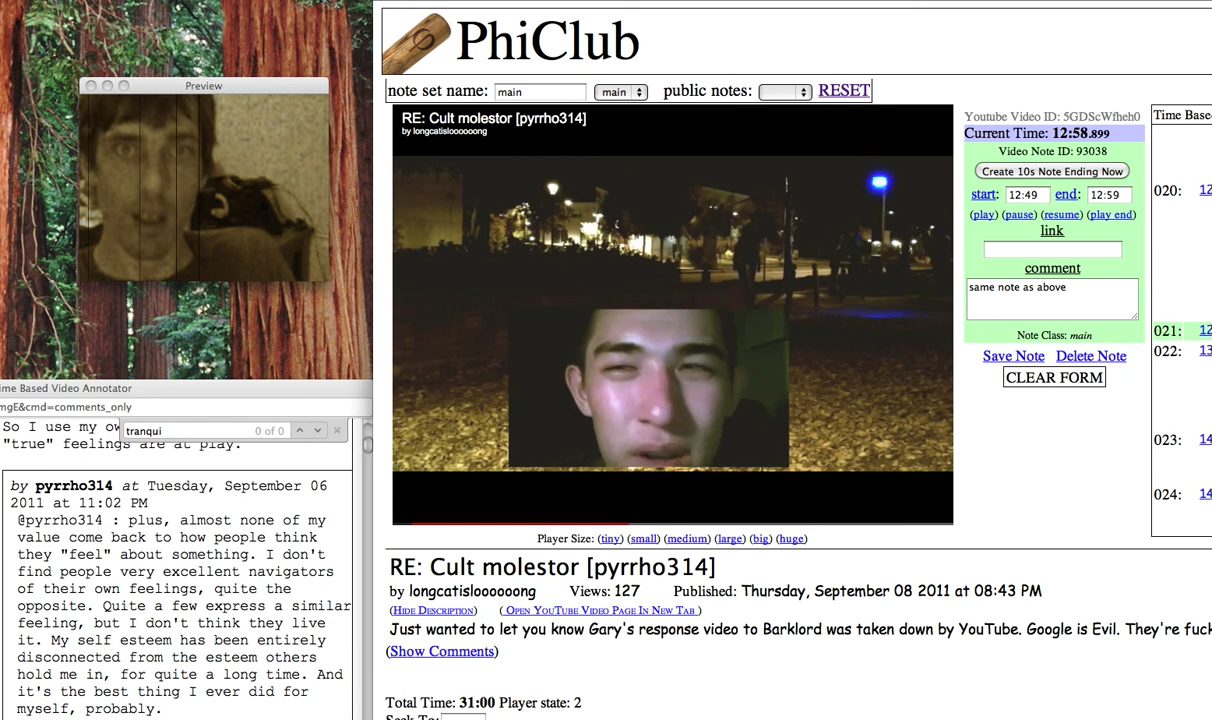 PhiClub
Preview
note set name: main main public notes: RESET
RE: Cult molestor [pyrrho314]
by longcatisloooooong
Youtube Video ID: 5GDScWfheh0
Time Based
Current Time: 12:58.899
Video Note ID: 93038
Create 10s Note Ending Now
start: 12:49 end: 12:59
(play) (pause) (resume) (play end)
link
comment
same note as above
Note Class: main
Save Note Delete Note
CLEAR FORM
020: 12
021: 12
022: 13
023: 14
024: 14
ime Based Video Annotator
mgE&cmd=comments_only
So I use my ow
tranqui 0 of 0
"true" feelings are at play.
by pyrrho314 at Tuesday, September 06
2011 at 11:02 PM
@pyrrho314 : plus, almost none of my
value come back to how people think
they "feel" about something. I don't
find people very excellent navigators
of their own feelings, quite the
opposite. Quite a few express a similar
feeling, but I don't think they live
it. My self esteem has been entirely
disconnected from the esteem others
hold me in, for quite a long time. And
it's the best thing I ever did for
myself, probably.
Player Size: (tiny) (small) (medium) (large) (big) (huge)
RE: Cult molestor [pyrrho314]
by longcatisloooooong Views: 127 Published: Thursday, September 08 2011 at 08:43 PM
(Hide Description) ( Open YouTube Video Page In New Tab )
Just wanted to let you know Gary's response video to Barklord was taken down by YouTube. Google is Evil. They're fuck
(Show Comments)
Total Time: 31:00 Player state: 2
Seek To: